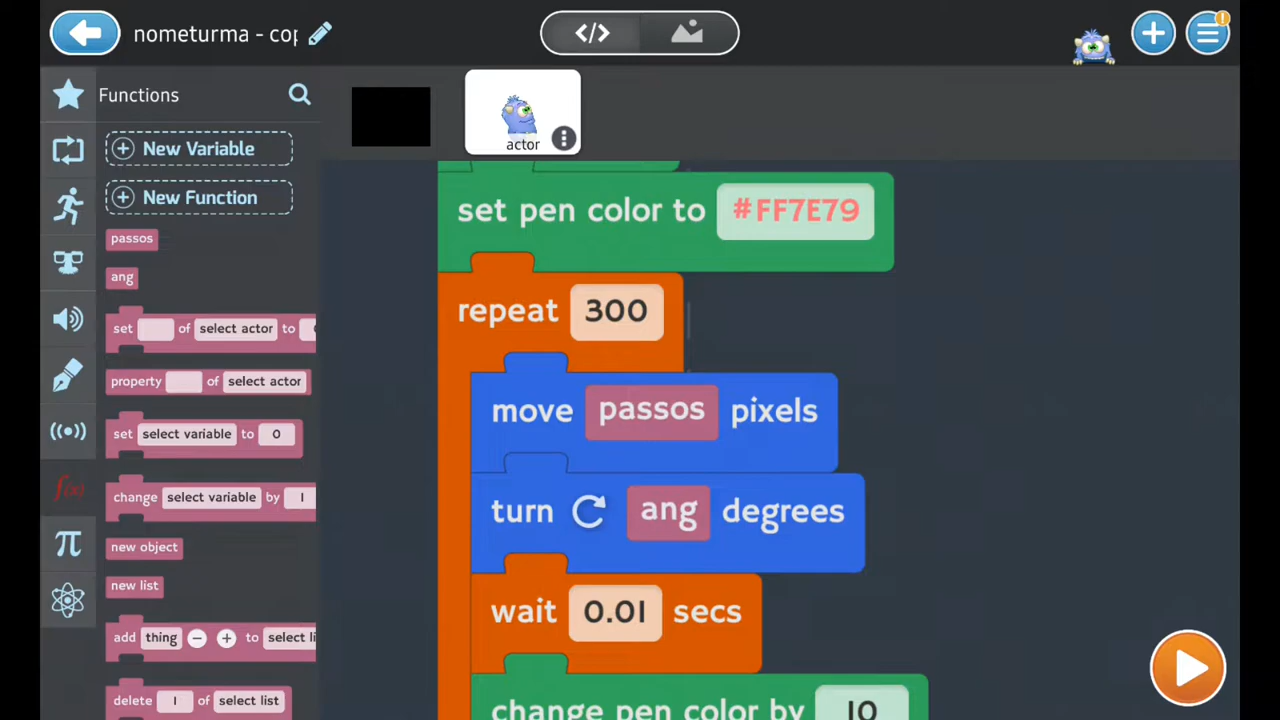 nometurma - cop
</>
!
Functions
actor
New Variable
New Function
passos
ang
set of select actor to 0
property of select actor
set select variable to 0
change select variable by 1
new object
new list
add thing − + to select li
delete 1 of select list
f(x)
π
set pen color to #FF7E79
repeat 300
move passos pixels
turn ang degrees
wait 0.01 secs
change pen color by 10